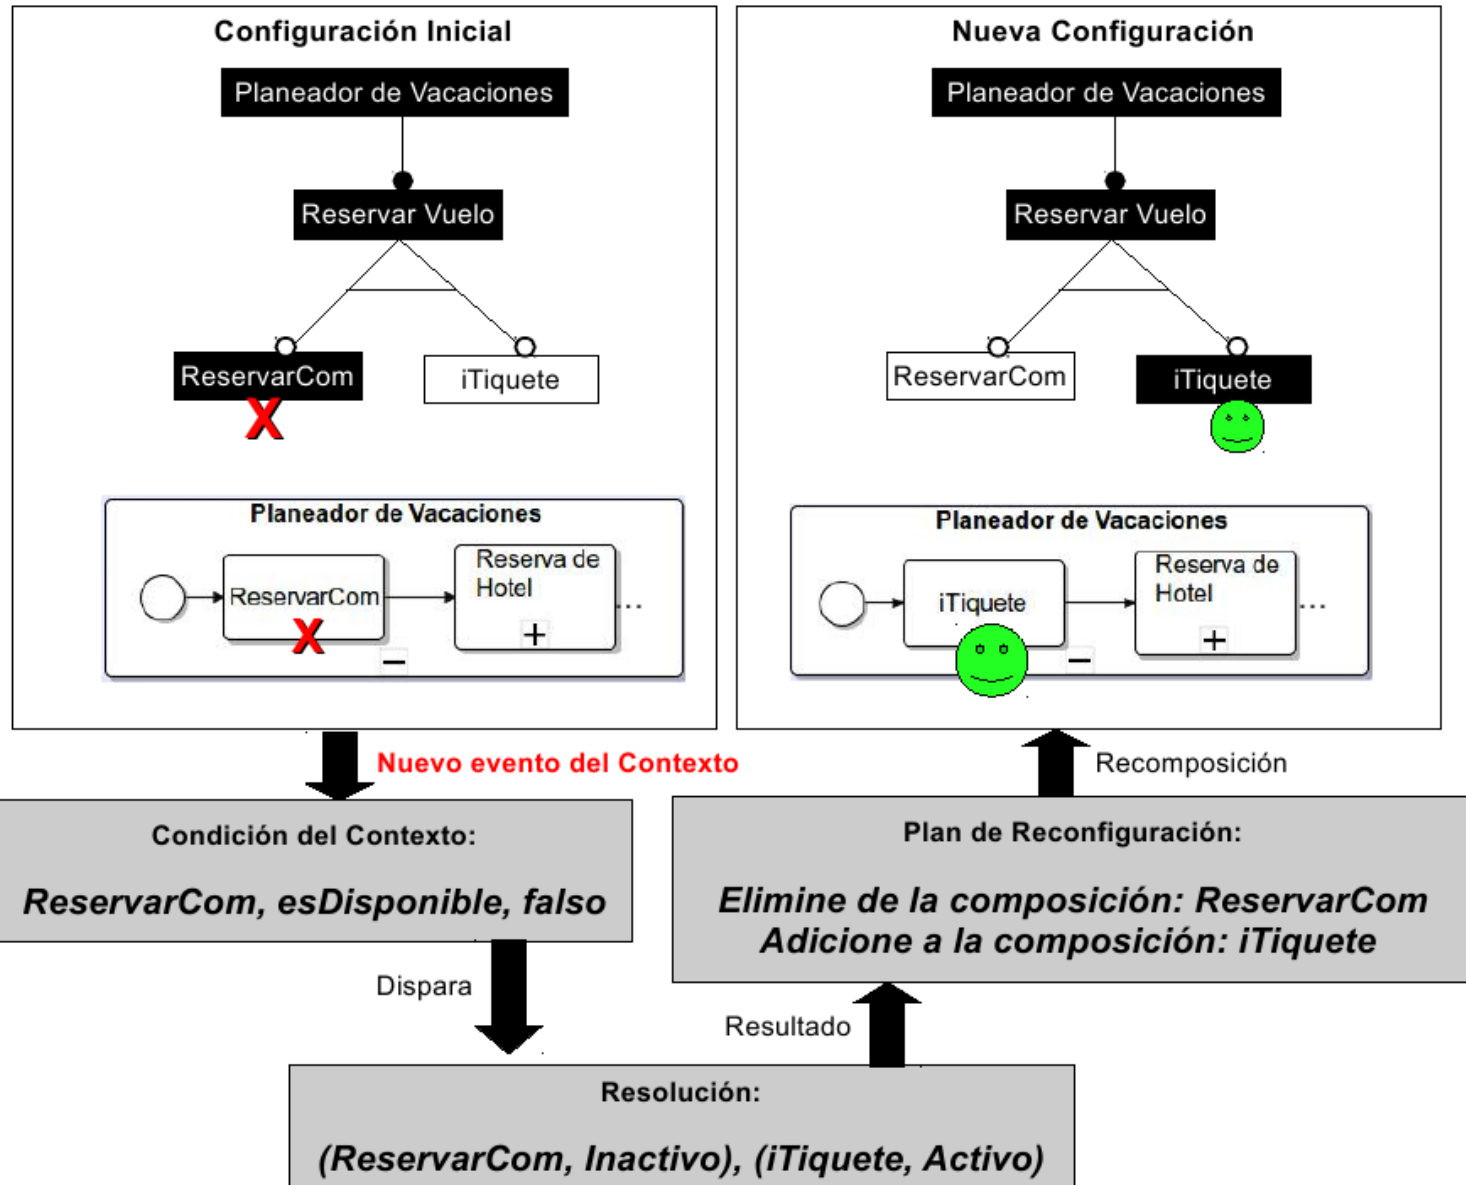 Configuración Inicial
Planeador de Vacaciones
Reservar Vuelo
ReservarCom
iTiquete
X
Planeador de Vacaciones
ReservarCom
X
Reserva de
Hotel
...
Nueva Configuración
Planeador de Vacaciones
Reservar Vuelo
ReservarCom
iTiquete
Planeador de Vacaciones
iTiquete
Reserva de
Hotel
...
Nuevo evento del Contexto
Condición del Contexto:
ReservarCom, esDisponible, falso
Dispara
Resolución:
(ReservarCom, Inactivo), (iTiquete, Activo)
Resultado
Plan de Reconfiguración:
Elimine de la composición: ReservarCom
Adicione a la composición: iTiquete
Recomposición